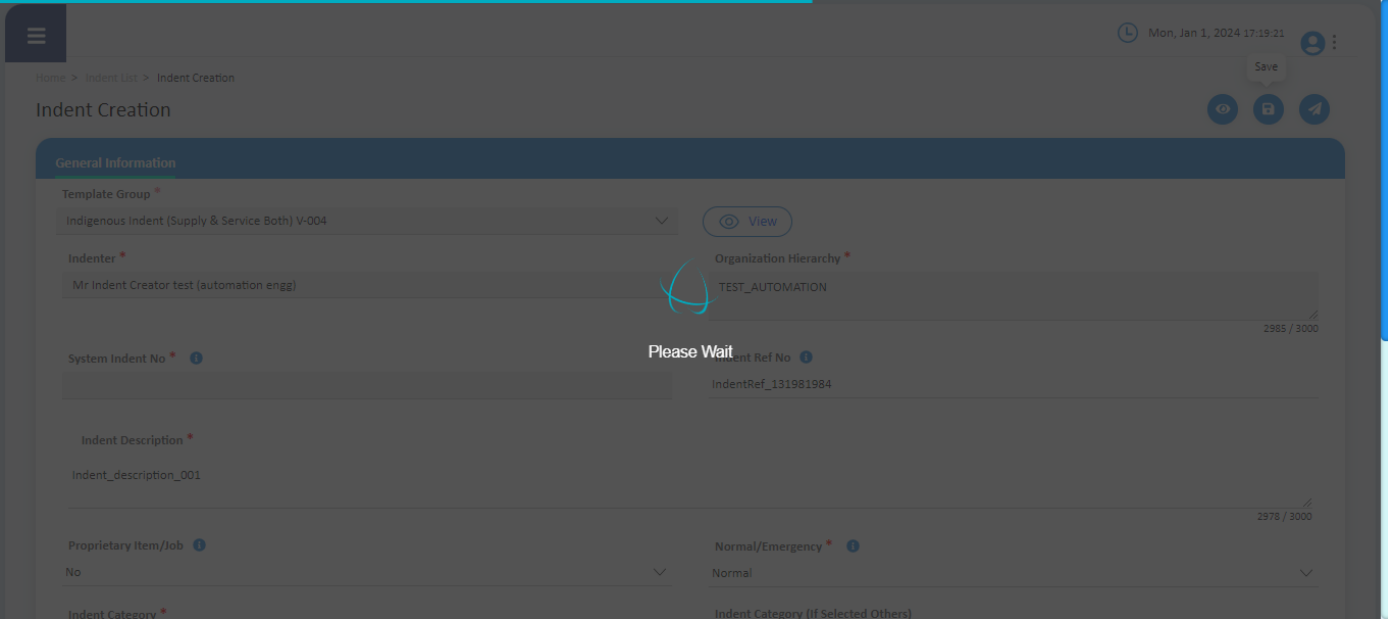 Mon, Jan 1, 2024 17:19:21
Home > Indent List > Indent Creation
Save
Indent Creation
General Information
Template Group *
Indigenous Indent (Supply & Service Both) V-004
View
Indenter *
Organization Hierarchy *
Mr Indent Creator test (automation engg)
TEST_AUTOMATION
2985 / 3000
Please Wait
System Indent No *
Indent Ref No
IndentRef_131981984
Indent Description *
Indent_description_001
2978 / 3000
Proprietary Item/Job
Normal/Emergency *
No
Normal
Indent Category *
Indent Category (If Selected Others)